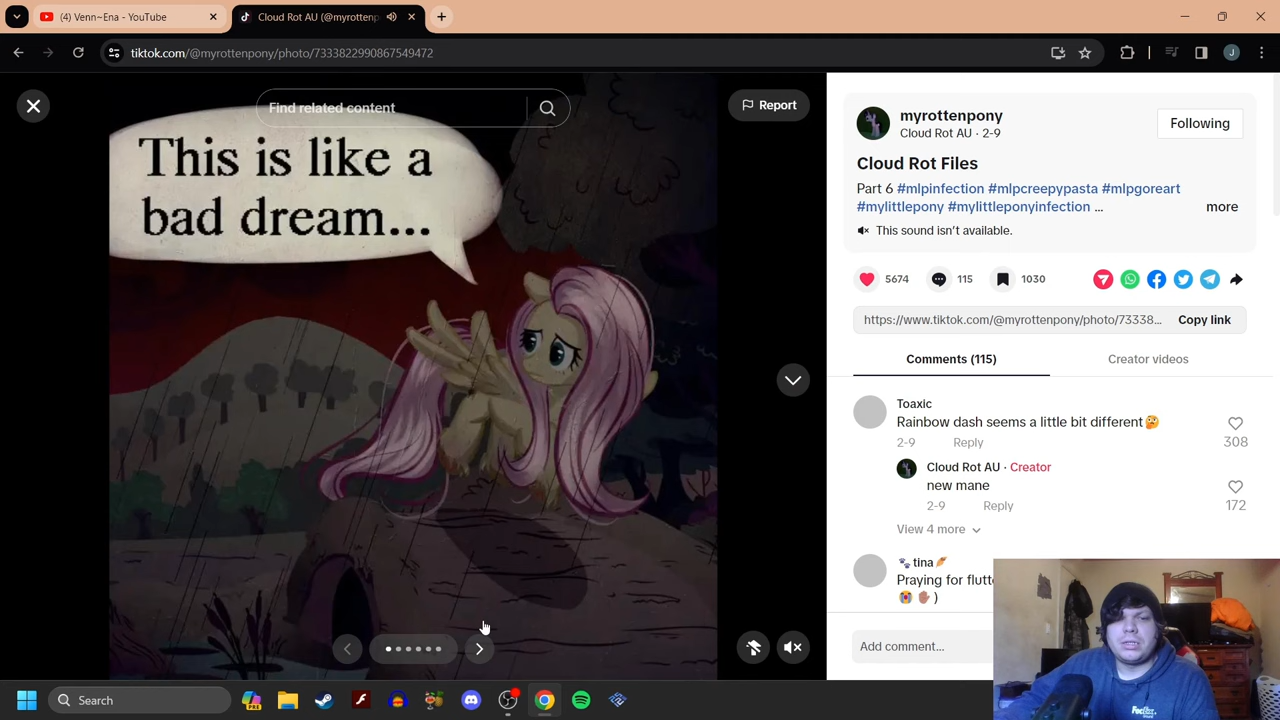 (4) Venn~Ena - YouTube
Cloud Rot AU (@myrottenp
tiktok.com/@myrottenpony/photo/7333822990867549472
J
Find related content
Report
This is like a
bad dream...
myrottenpony
Cloud Rot AU · 2-9
Following
Cloud Rot Files
Part 6 #mlpinfection #mlpcreepypasta #mlpgoreart
#mylittlepony #mylittleponyinfection ...
more
This sound isn't available.
5674
115
1030
https://www.tiktok.com/@myrottenpony/photo/73338...
Copy link
Comments (115)
Creator videos
Toaxic
Rainbow dash seems a little bit different🤔
2-9
Reply
308
Cloud Rot AU · Creator
new mane
2-9
Reply
172
View 4 more
🐾tina🥖
Praying for flutt
😭✋🏽)
Add comment...
Search
PRE